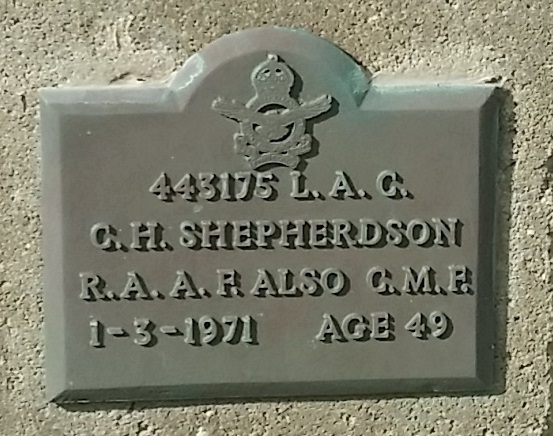 443175 L. A. C.
C. H. SHEPHERDSON
R. A. A. F. ALSO C. M. F.
1-3-1971 AGE 49